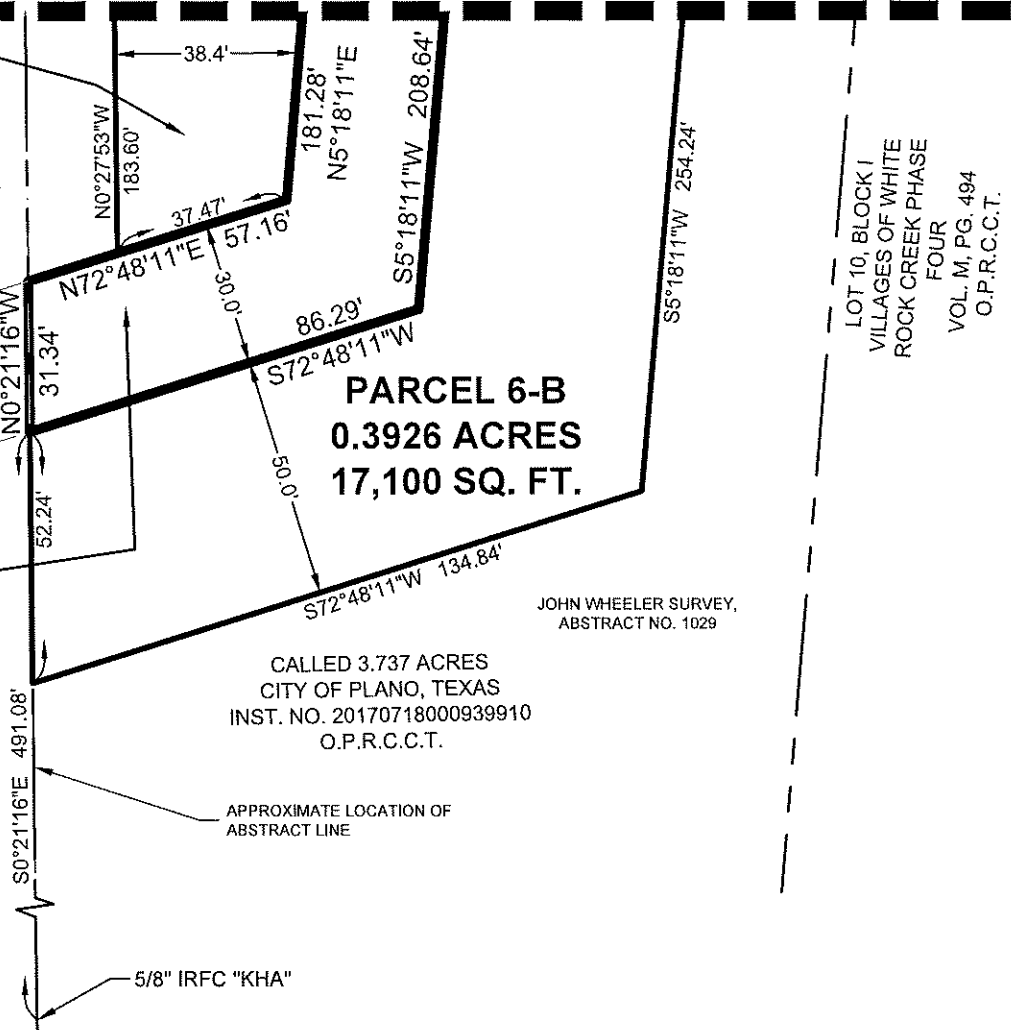 38.4'
N0°27'53"W
183.60'
181.28'
N5°18'11"E
S5°18'11"W 208.64'
S5°18'11"W 254.24'
LOT 10, BLOCK I
VILLAGES OF WHITE
ROCK CREEK PHASE
FOUR
VOL. M, PG. 494
O.P.R.C.C.T.
37.47'
N72°48'11"E 57.16'
30.0'
N0°21'16"W
31.34'
86.29'
S72°48'11"W
PARCEL 6-B
0.3926 ACRES
17,100 SQ. FT.
50.0'
52.24'
S72°48'11"W 134.84'
JOHN WHEELER SURVEY,
ABSTRACT NO. 1029
CALLED 3.737 ACRES
CITY OF PLANO, TEXAS
INST. NO. 20170718000939910
O.P.R.C.C.T.
S0°21'16"E 491.08'
APPROXIMATE LOCATION OF
ABSTRACT LINE
5/8" IRFC "KHA"